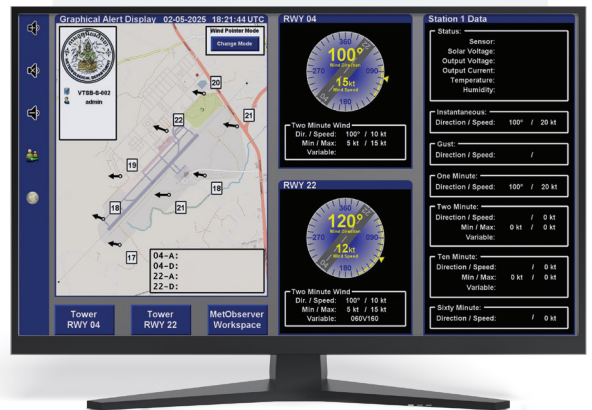 Graphical Alert Display 02-05-2025 18:21:44 UTC
Wind Pointer Mode
Change Mode
VTSB-S-002
admin
20
21
22
19
18
18
21
17
04-A:
04-D:
22-A:
22-D:
Tower
RWY 04
Tower
RWY 22
MetObserver
Workspace
RWY 04
360
22
100°
Wind Direction
270
090
15kt
Wind Speed
04
180
Two Minute Wind
Dir. / Speed: 100° / 10 kt
Min / Max: 5 kt / 15 kt
Variable:
RWY 22
360
22
120°
Wind Direction
270
090
12kt
Wind Speed
04
180
Two Minute Wind
Dir. / Speed: 100° / 10 kt
Min / Max: 5 kt / 15 kt
Variable: 060V160
Station 1 Data
Status:
Sensor:
Solar Voltage:
Output Voltage:
Output Current:
Temperature:
Humidity:
Instantaneous:
Direction / Speed: 100° / 20 kt
Gust:
Direction / Speed: /
One Minute:
Direction / Speed: 100° / 20 kt
Two Minute:
Direction / Speed: / 0 kt
Min / Max: 0 kt / 0 kt
Variable:
Ten Minute:
Direction / Speed: / 0 kt
Min / Max: 0 kt / 0 kt
Variable:
Sixty Minute:
Direction / Speed: / 0 kt